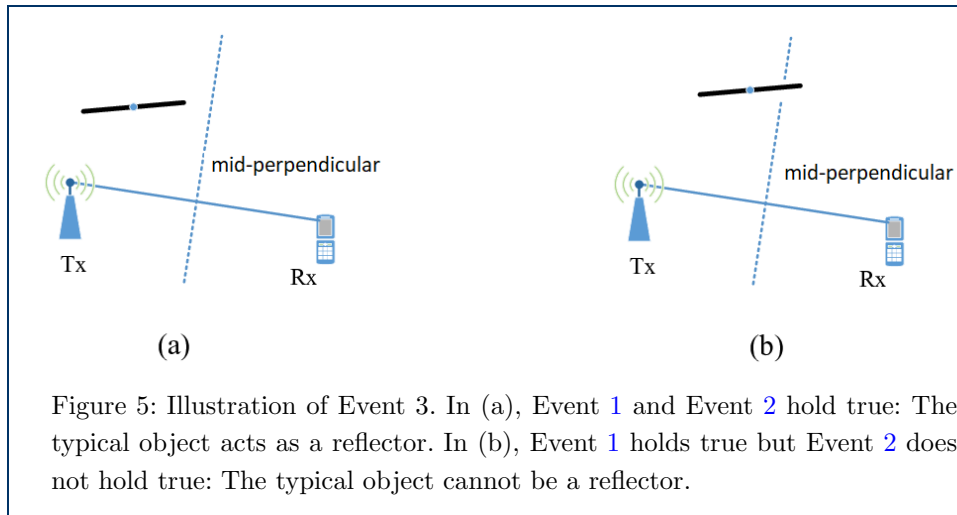 mid-perpendicular
Tx
Rx
(a)
mid-perpendicular
Tx
Rx
(b)
Figure 5: Illustration of Event 3. In (a), Event 1 and Event 2 hold true: The
typical object acts as a reflector. In (b), Event 1 holds true but Event 2 does
not hold true: The typical object cannot be a reflector.